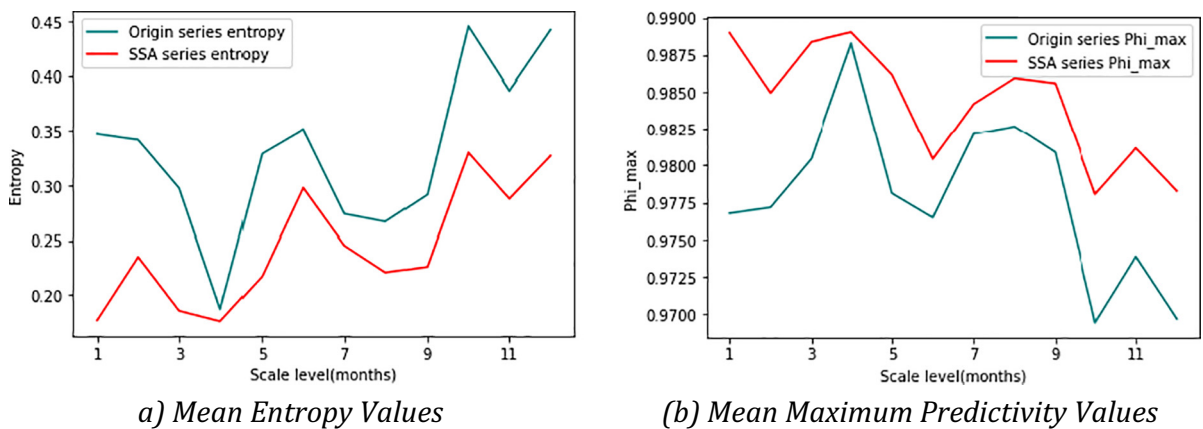 Origin series entropy
SSA series entropy
0.45
0.40
0.35
0.30
0.25
0.20
Entropy
1 3 5 7 9 11
Scale level(months)
a) Mean Entropy Values
Origin series Phi_max
SSA series Phi_max
0.9900
0.9875
0.9850
0.9825
0.9800
0.9775
0.9750
0.9725
0.9700
Phi_max
1 3 5 7 9 11
Scale level(months)
(b) Mean Maximum Predictivity Values